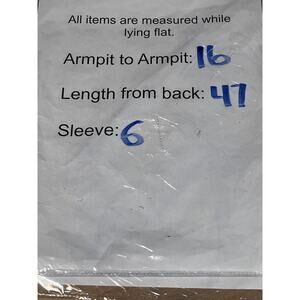 All items are measured while
lying flat.
Armpit to Armpit: 16
Length from back: 47
Sleeve: 6